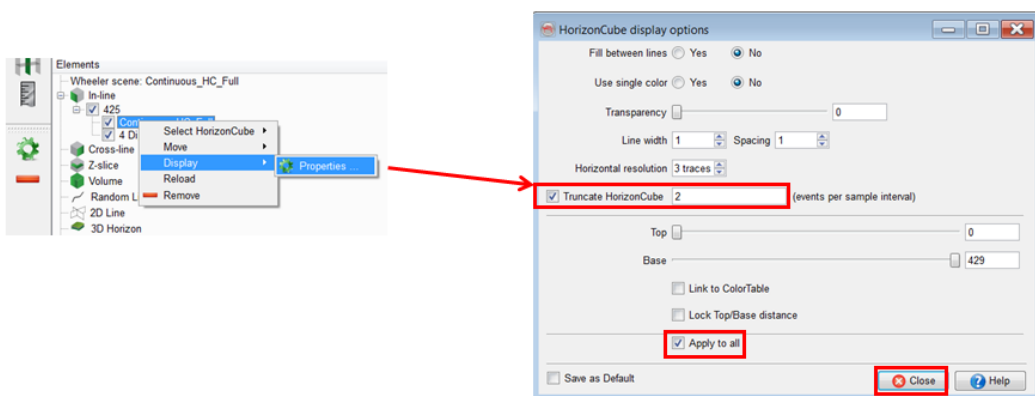 Elements
Wheeler scene: Continuous_HC_Full
In-line
425
4 Di
Cross-line
Z-slice
Volume
Random L
2D Line
3D Horizon
Select HorizonCube
Move
Display
Reload
Remove
Properties ...
HorizonCube display options
Fill between lines Yes No
Use single color Yes No
Transparency 0
Line width 1 Spacing 1
Horizontal resolution 3 traces
Truncate HorizonCube 2 (events per sample interval)
Top 0
Base 429
Link to ColorTable
Lock Top/Base distance
Apply to all
Save as Default Close Help